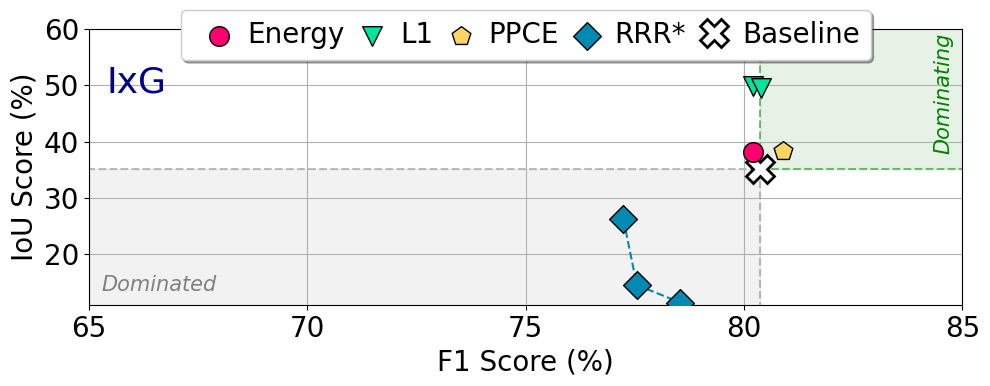 Energy L1 PPCE RRR* Baseline
60
50
40
30
20
IoU Score (%)
IxG
Dominating
Dominated
65 70 75 80 85
F1 Score (%)